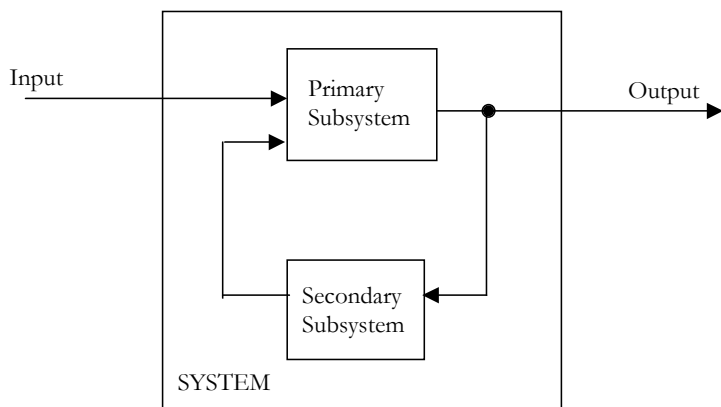 Input
Primary
Subsystem
Output
Secondary
Subsystem
SYSTEM